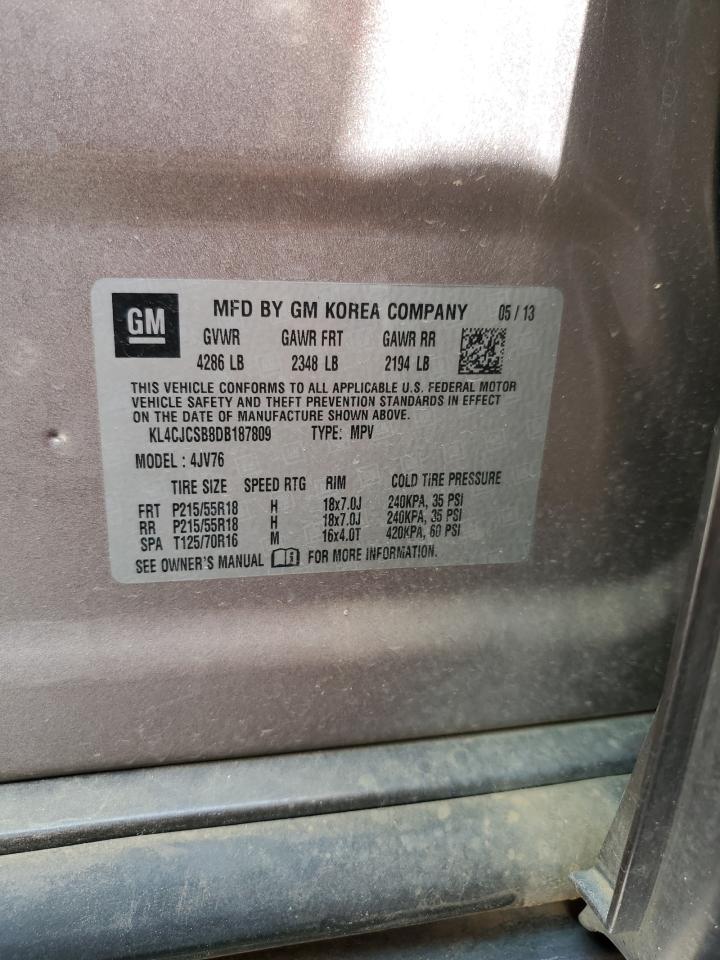 GM MFD BY GM KOREA COMPANY 05 / 13
GVWR GAWR FRT GAWR RR
4286 LB 2348 LB 2194 LB
THIS VEHICLE CONFORMS TO ALL APPLICABLE U.S. FEDERAL MOTOR
VEHICLE SAFETY AND THEFT PREVENTION STANDARDS IN EFFECT
ON THE DATE OF MANUFACTURE SHOWN ABOVE.
KL4CJCSB8DB187809 TYPE: MPV
MODEL : 4JV76
TIRE SIZE SPEED RTG RIM COLD TIRE PRESSURE
FRT P215/55R18 H 18x7.0J 240KPA, 35 PSI
RR P215/55R18 H 18x7.0J 240KPA, 35 PSI
SPA T125/70R16 M 16x4.0T 420KPA, 60 PSI
SEE OWNER'S MANUAL FOR MORE INFORMATION.